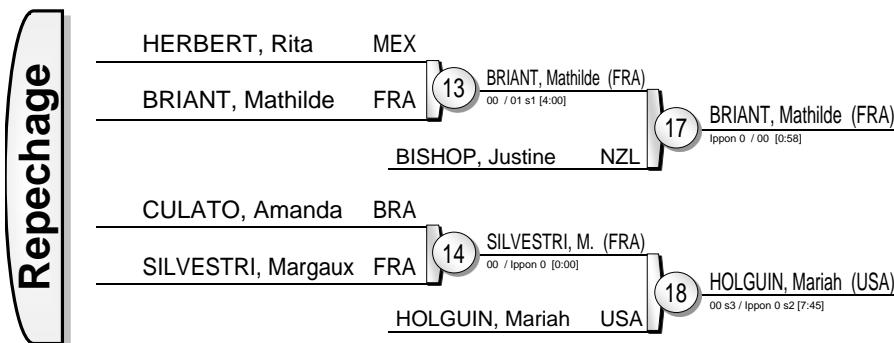 Repechage
HERBERT, Rita MEX
BRIANT, Mathilde FRA
13
BRIANT, Mathilde (FRA)
00 / 01 s1 [4:00]
BISHOP, Justine NZL
17
BRIANT, Mathilde (FRA)
Ippon 0 / 00 [0:58]
CULATO, Amanda BRA
SILVESTRI, Margaux FRA
14
SILVESTRI, M. (FRA)
00 / Ippon 0 [0:00]
HOLGUIN, Mariah USA
18
HOLGUIN, Mariah (USA)
00 s3 / Ippon 0 s2 [7:45]